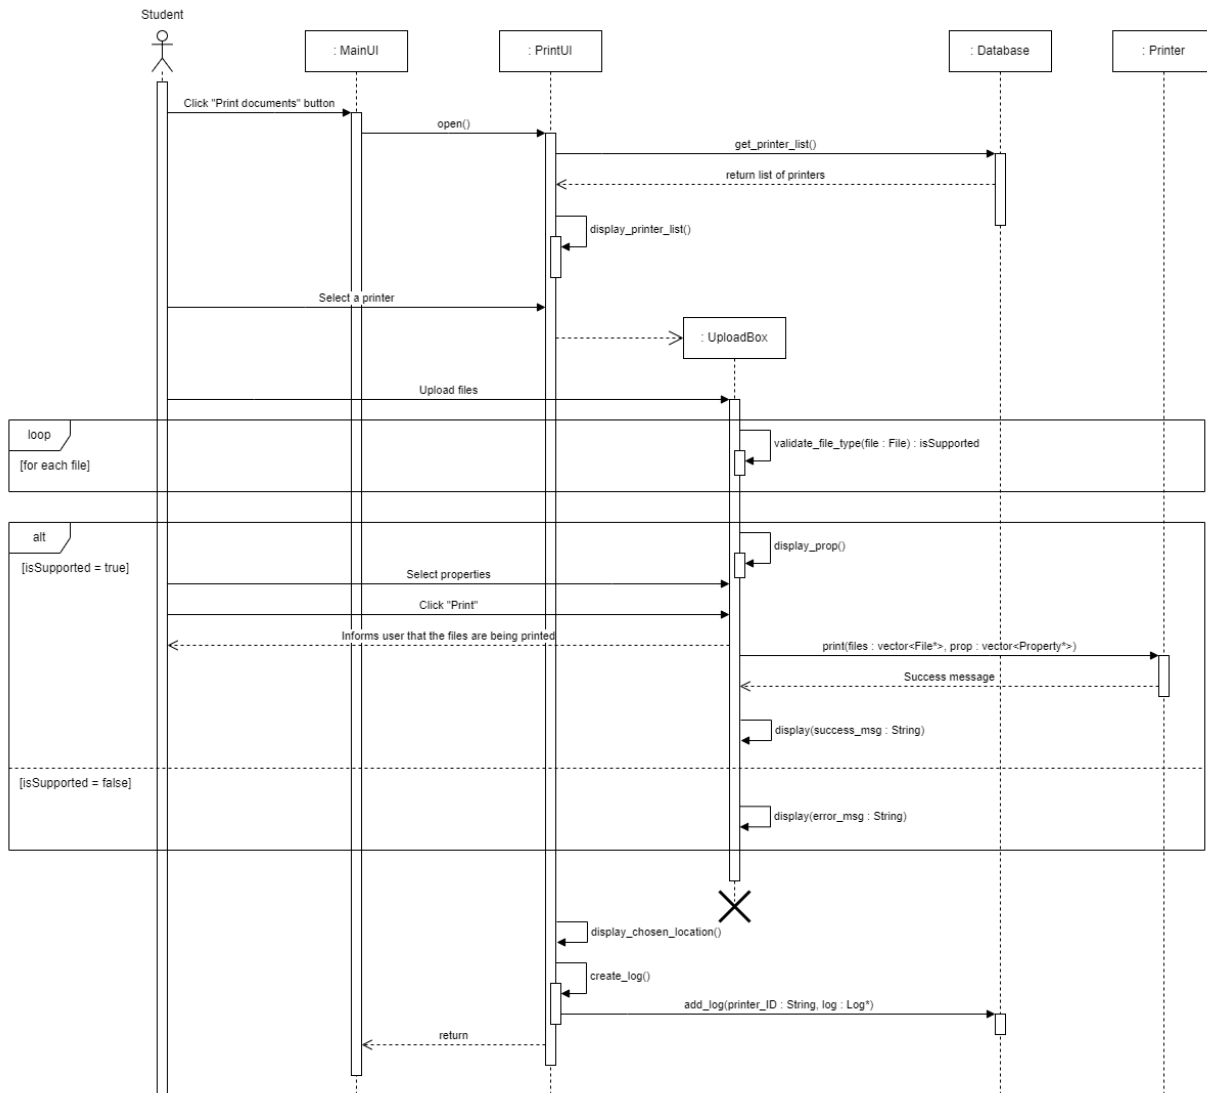 Student
: MainUI
: PrintUI
: Database
: Printer
Click "Print documents" button
open()
get_printer_list()
return list of printers
display_printer_list()
Select a printer
: UploadBox
Upload files
loop
validate_file_type(file : File) : isSupported
[for each file]
alt
display_prop()
[isSupported = true]
Select properties
Click "Print"
Informs user that the files are being printed
print(files : vector<File*>, prop : vector<Property*>)
Success message
display(success_msg : String)
[isSupported = false]
display(error_msg : String)
display_chosen_location()
create_log()
add_log(printer_ID : String, log : Log*)
return